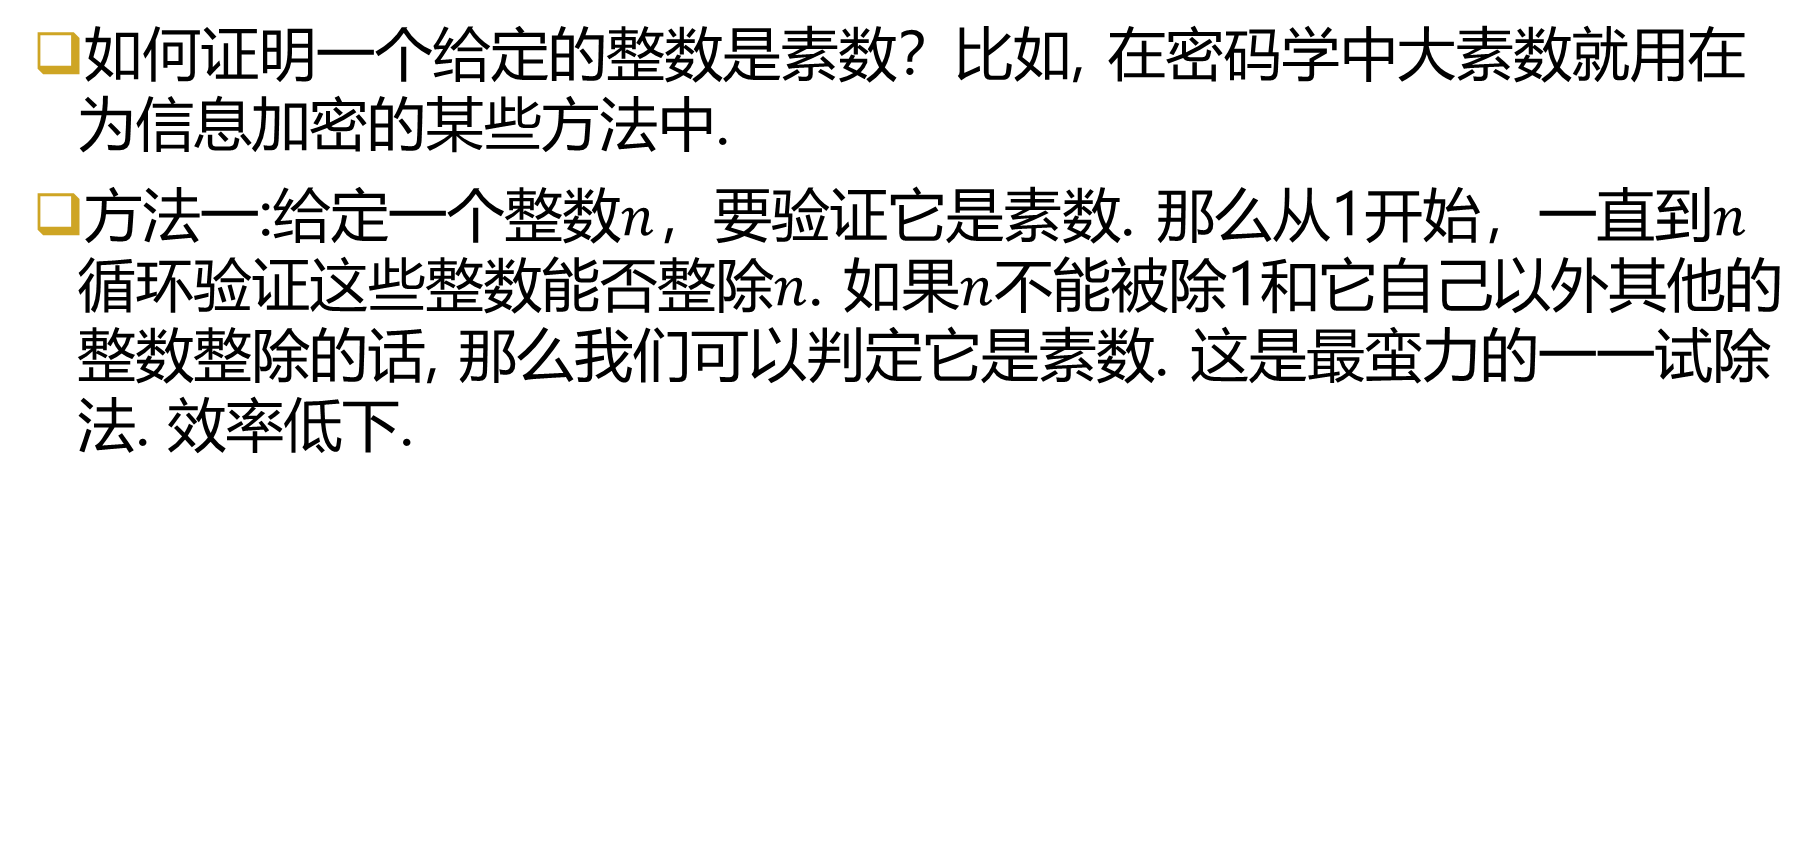 ❑如何证明一个给定的整数是素数？比如, 在密码学中大素数就用在
为信息加密的某些方法中.
❑方法一:给定一个整数n，要验证它是素数. 那么从1开始，一直到n
循环验证这些整数能否整除n. 如果n不能被除1和它自己以外其他的
整数整除的话, 那么我们可以判定它是素数. 这是最蛮力的一一试除
法. 效率低下.